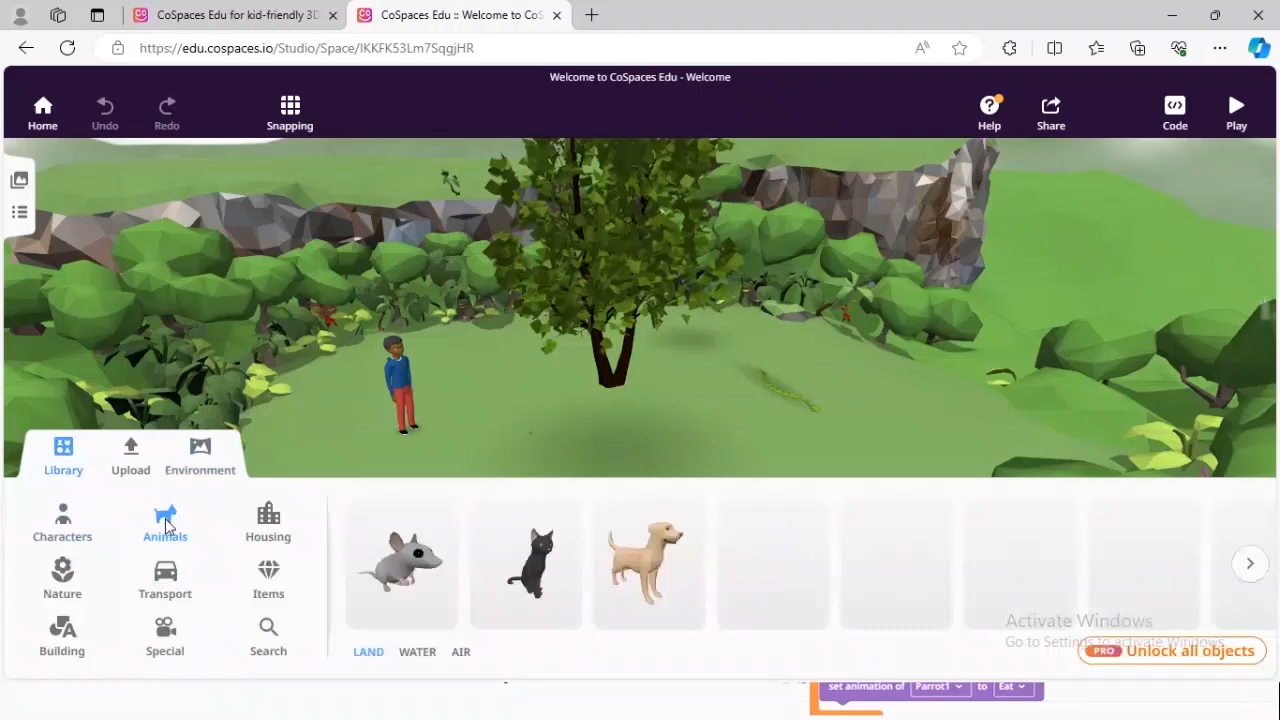 CoSpaces Edu for kid-friendly 3D
CoSpaces Edu :: Welcome to CoS
https://edu.cospaces.io/Studio/Space/
Welcome to CoSpaces Edu - Welcome
Home
Undo
Redo
Snapping
Help
Share
Code
Play
Library
Upload
Environment
Characters
Animals
Housing
Nature
Transport
Items
Building
Special
Search
LAND WATER AIR
Activate Windows
Go to Settings to activate Windows.
PRO Unlock all objects
set animation of Parrot1 to Eat